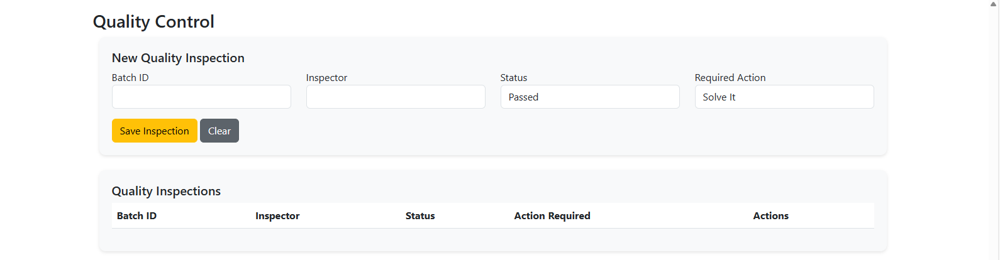 Quality Control
New Quality Inspection
Batch ID Inspector Status Required Action
Passed Solve It
Save Inspection Clear
Quality Inspections
Batch ID Inspector Status Action Required Actions